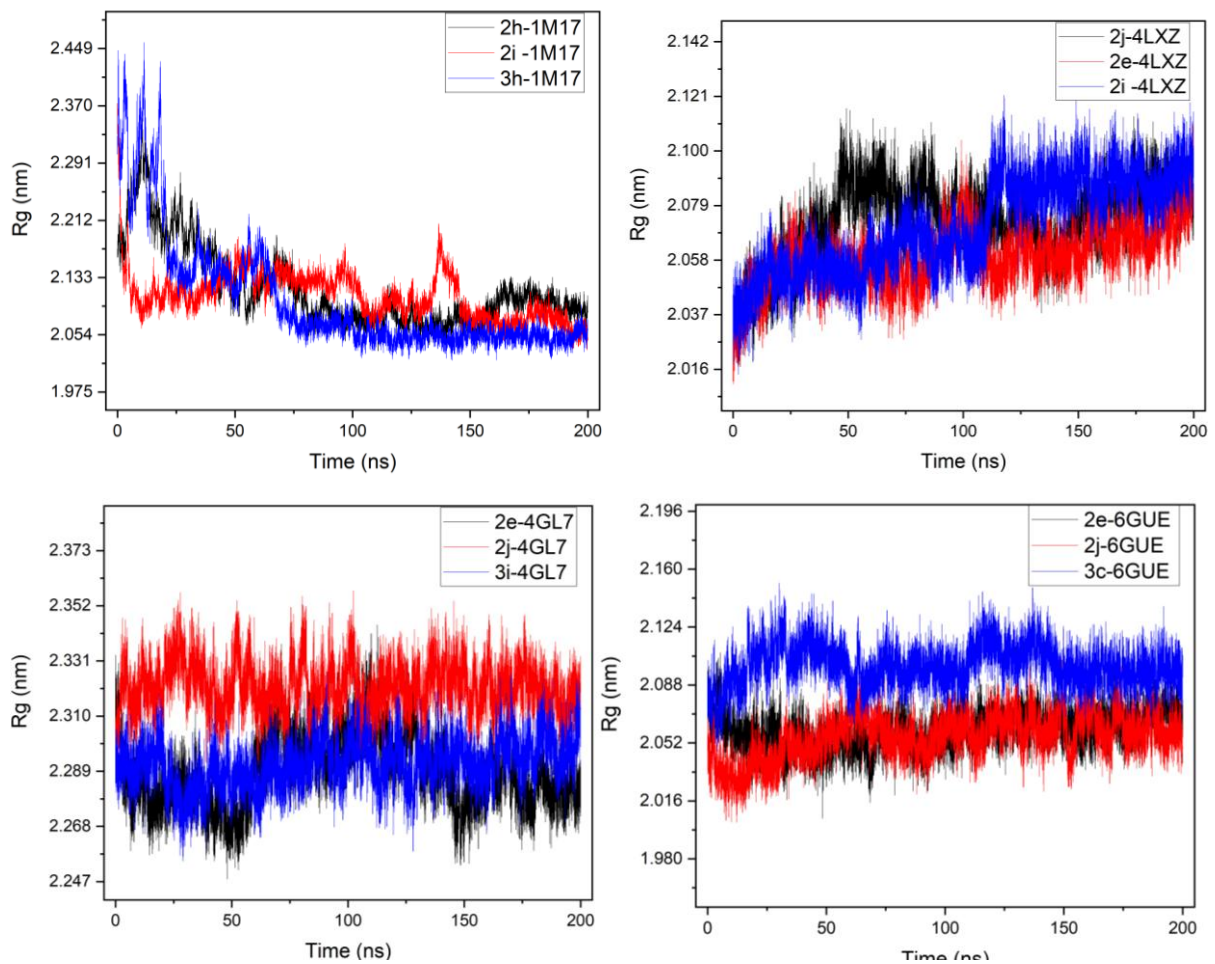 2h-1M17
2i -1M17
3h-1M17
2.449
2.370
2.291
2.212
2.133
2.054
1.975
Rg (nm)
0 50 100 150 200
Time (ns)
2j-4LXZ
2e-4LXZ
2i -4LXZ
2.142
2.121
2.100
2.079
2.058
2.037
2.016
Rg (nm)
0 50 100 150 200
Time (ns)
2e-4GL7
2j-4GL7
3i-4GL7
2.373
2.352
2.331
2.310
2.289
2.268
2.247
Rg (nm)
0 50 100 150 200
Time (ns)
2e-6GUE
2j-6GUE
3c-6GUE
2.196
2.160
2.124
2.088
2.052
2.016
1.980
Rg (nm)
0 50 100 150 200
Time (ns)